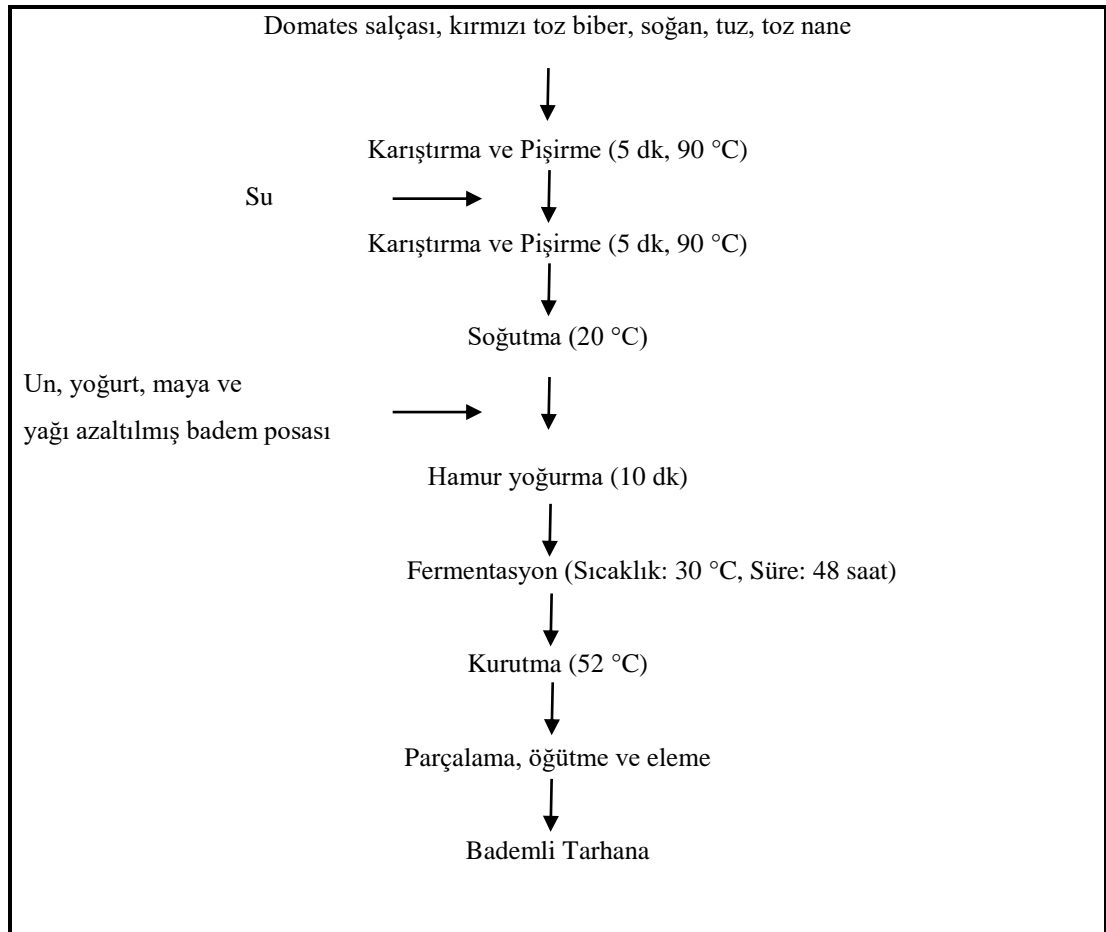 Domates salçası, kırmızı toz biber, soğan, tuz, toz nane
Karıştırma ve Pişirme (5 dk, 90 °C)
Su
Karıştırma ve Pişirme (5 dk, 90 °C)
Soğutma (20 °C)
Un, yoğurt, maya ve
yağı azaltılmış badem posası
Hamur yoğurma (10 dk)
Fermentasyon (Sıcaklık: 30 °C, Süre: 48 saat)
Kurutma (52 °C)
Parçalama, öğütme ve eleme
Bademli Tarhana